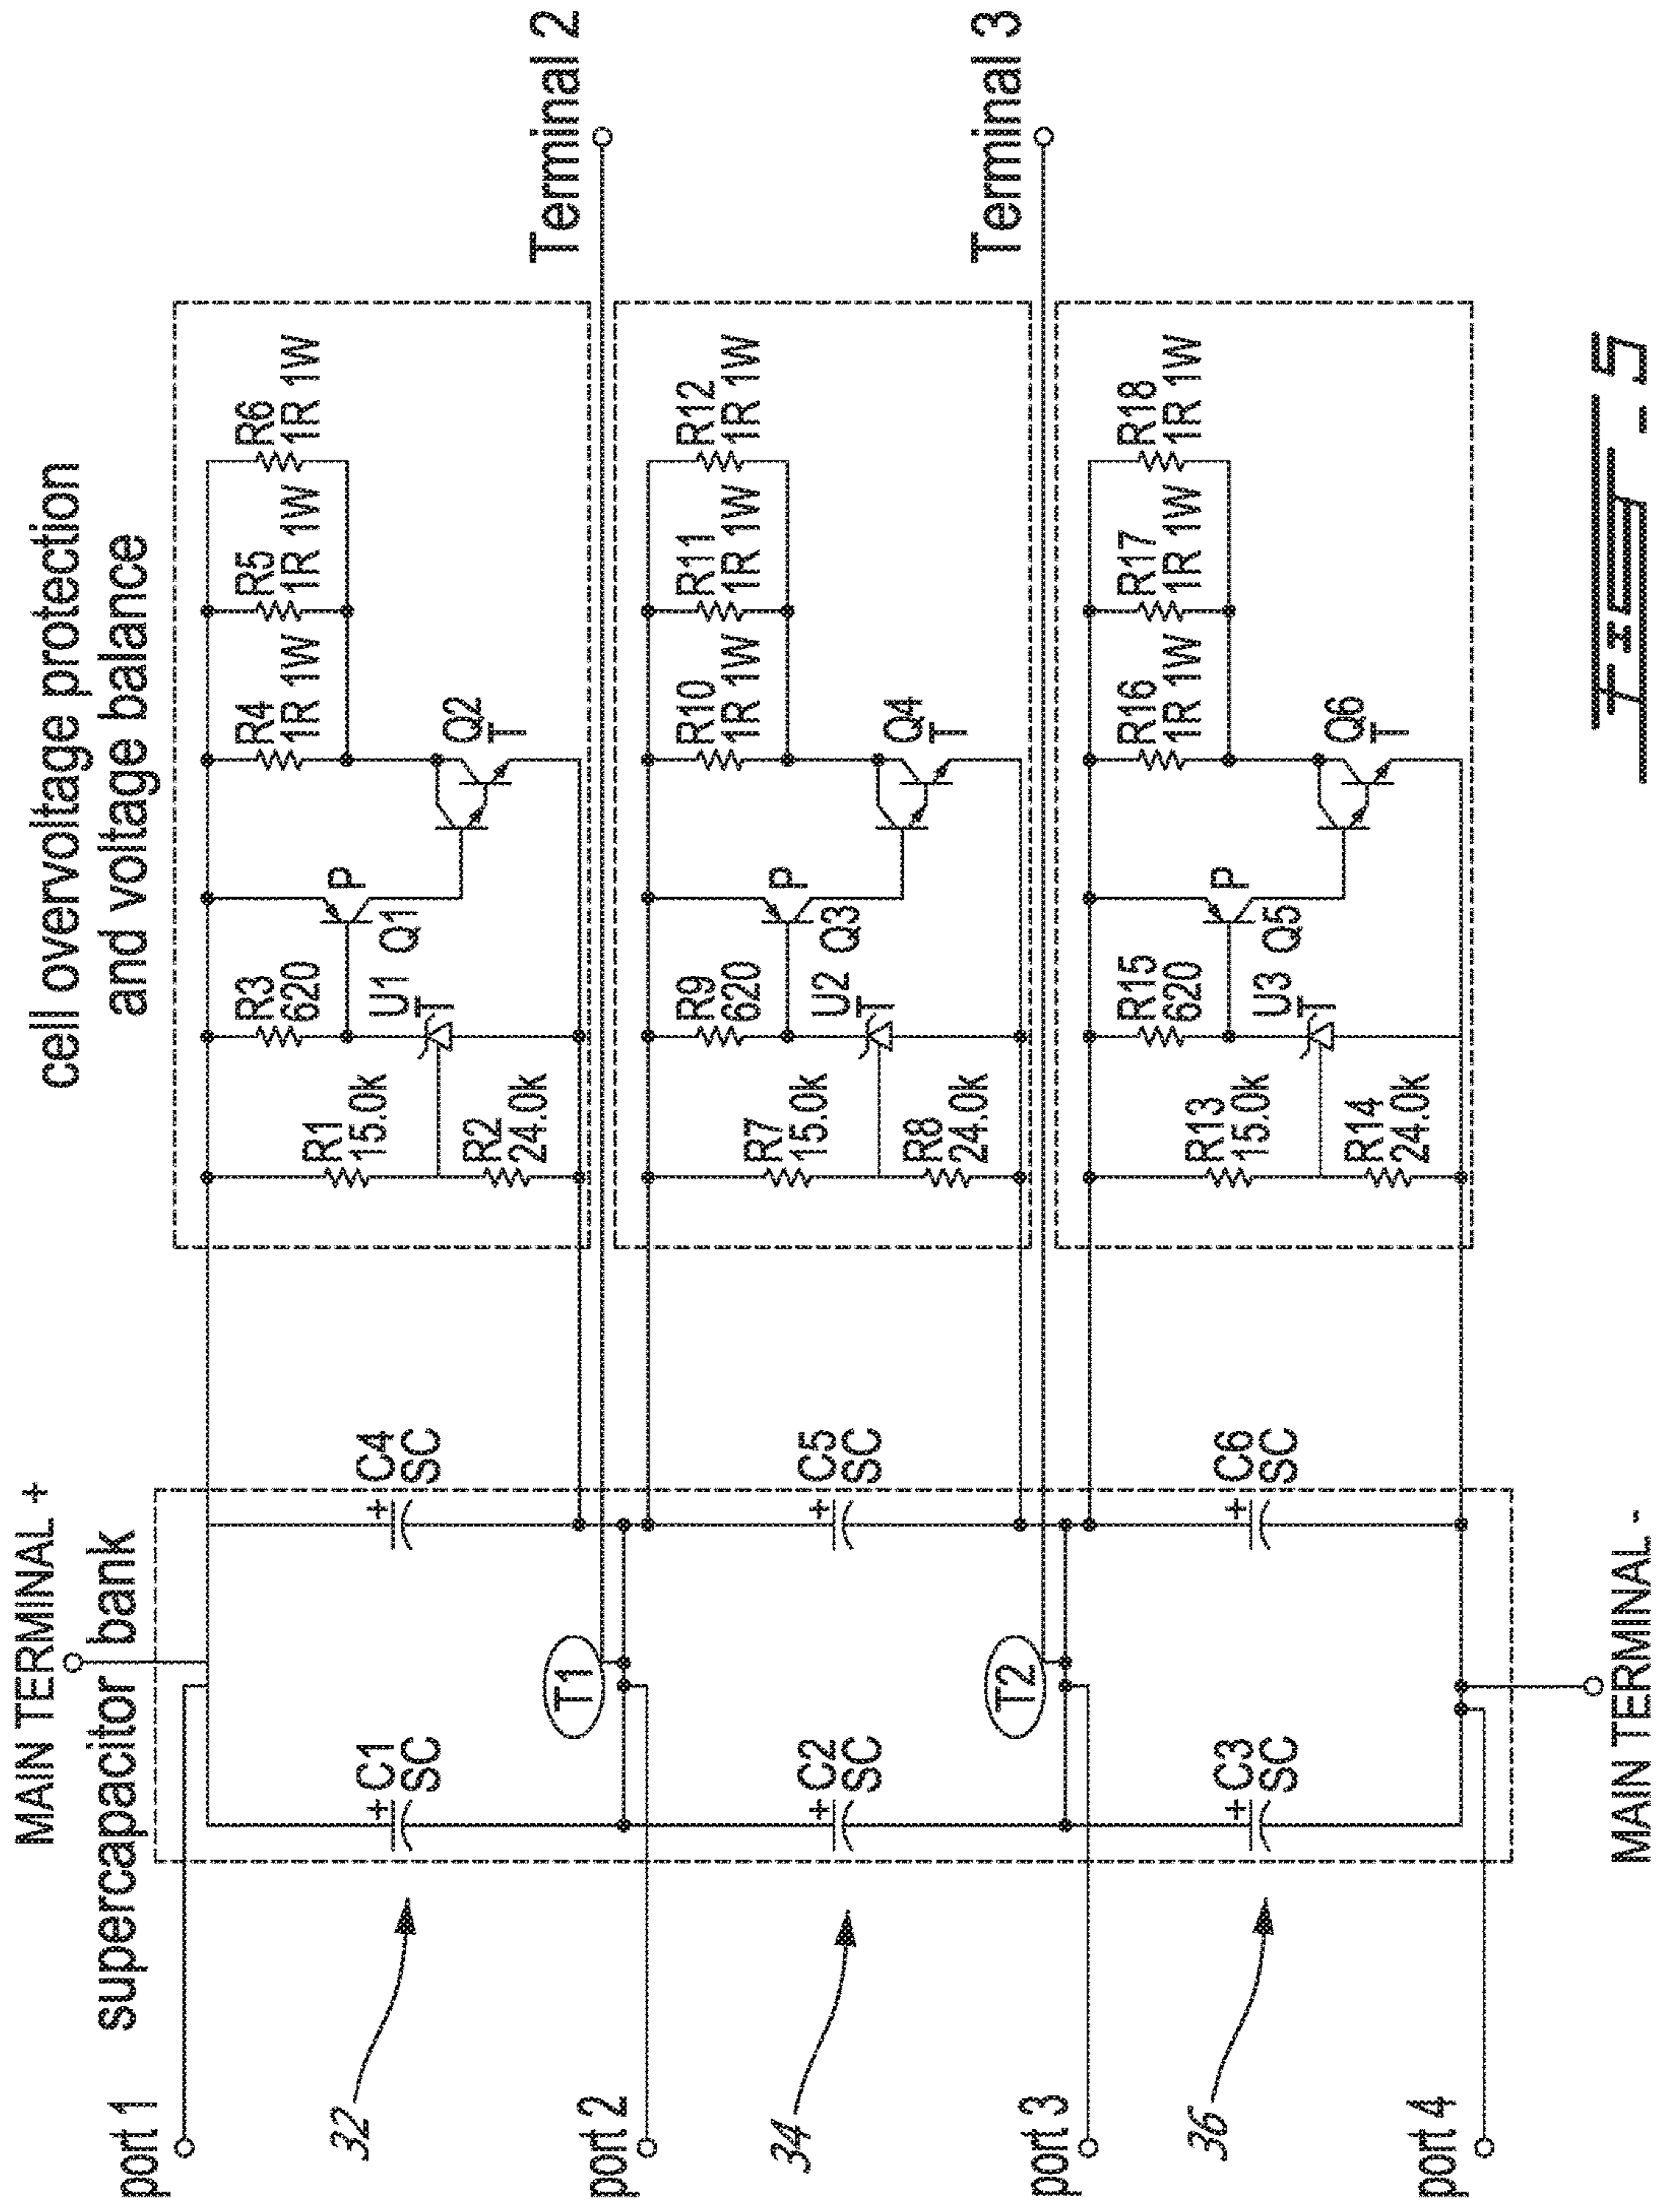 cell overvoltage protection
and voltage balance
MAIN TERMINAL +
supercapacitor bank
port 1
C1
SC
C4
SC
R1
15.0k
R2
24.0k
R3
620
U1
T
Q1
P
Q2
T
R4
1R 1W
R5
1R 1W
R6
1R 1W
32
T1
Terminal 2
port 2
C2
SC
C5
SC
R7
15.0k
R8
24.0k
R9
620
U2
T
Q3
P
Q4
T
R10
1R 1W
R11
1R 1W
R12
1R 1W
34
T2
Terminal 3
port 3
C3
SC
C6
SC
R13
15.0k
R14
24.0k
R15
620
U3
T
Q5
P
Q6
T
R16
1R 1W
R17
1R 1W
R18
1R 1W
36
port 4
MAIN TERMINAL -
FIG - 5